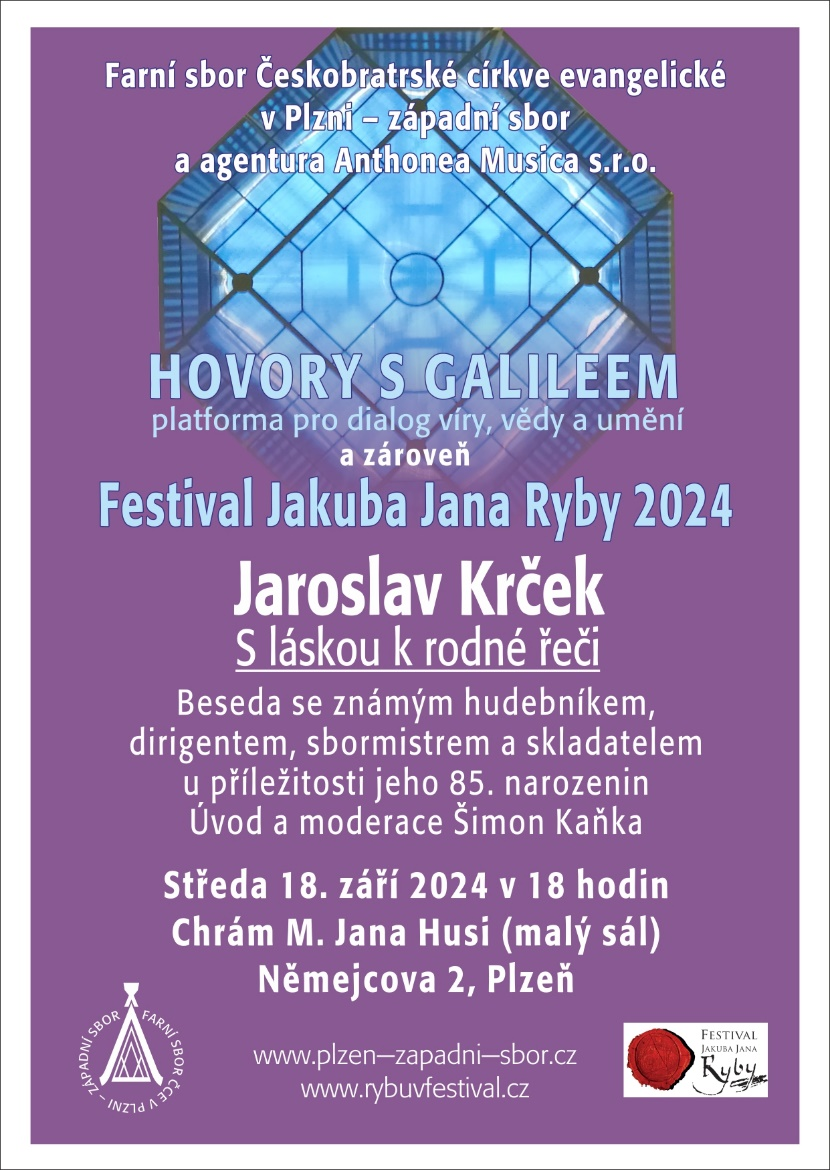 Farní sbor Českobratrské církve evangelické
v Plzni – západní sbor
a agentura Anthonea Musica s.r.o.
HOVORY S GALILEEM
platforma pro dialog víry, vědy a umění
a zároveň
Festival Jakuba Jana Ryby 2024
Jaroslav Krček
S láskou k rodné řeči
Beseda se známým hudebníkem,
dirigentem, sbormistrem a skladatelem
u příležitosti jeho 85. narozenin
Úvod a moderace Šimon Kaňka
Středa 18. září 2024 v 18 hodin
Chrám M. Jana Husi (malý sál)
Němejcova 2, Plzeň
FARNÍ SBOR ČCE V PLZNI – ZÁPADNÍ SBOR
www.plzen—zapadni—sbor.cz
www.rybuvfestival.cz
FESTIVAL
JAKUBA JANA
Ryby